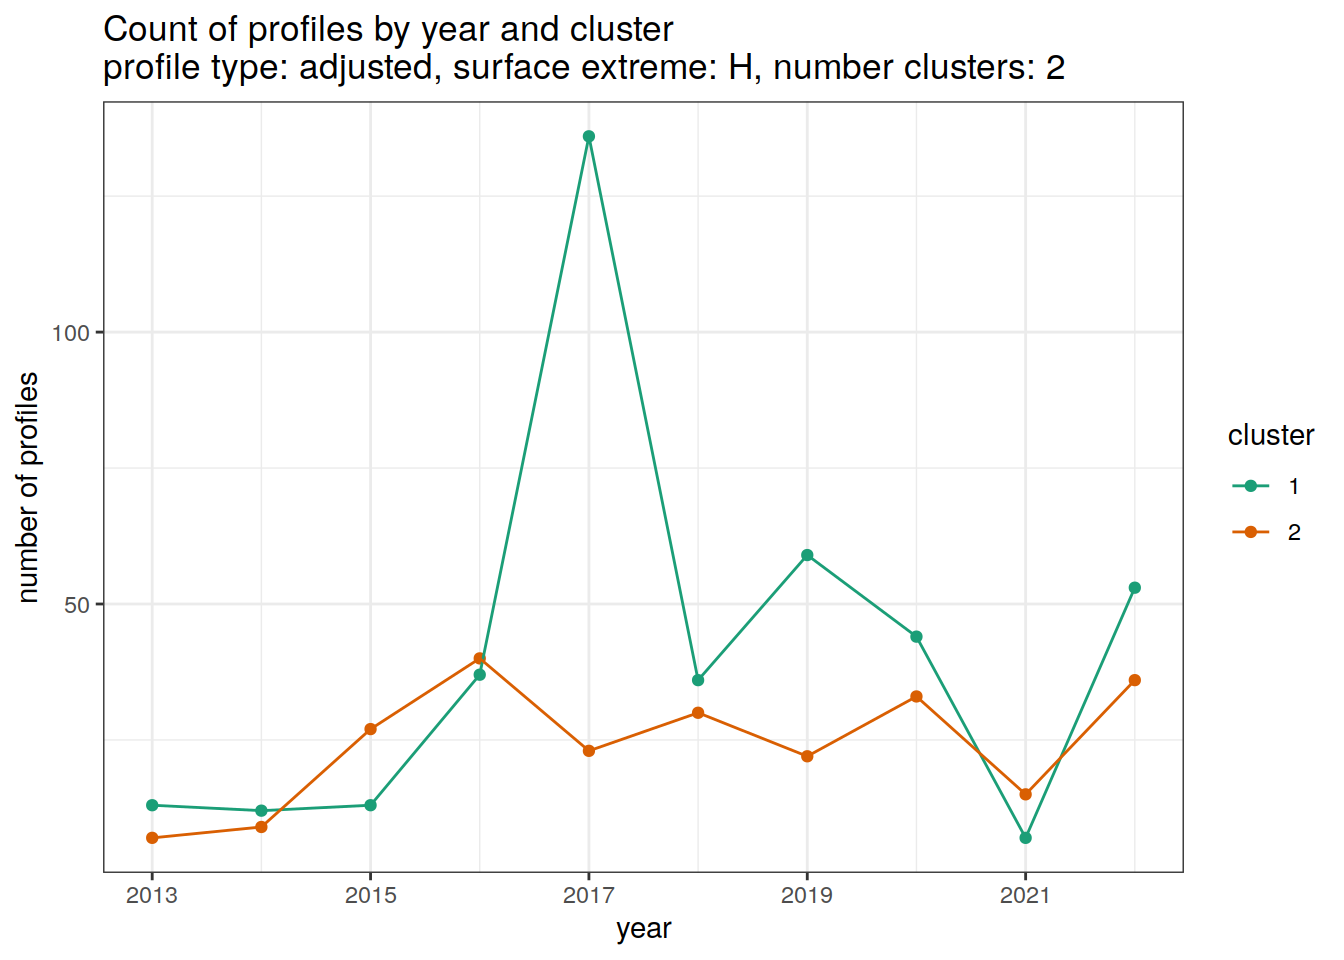 Count of profiles by year and cluster
profile type: adjusted, surface extreme: H, number clusters: 2
100
50
number of profiles
2013 2015 2017 2019 2021
year
cluster
1
2